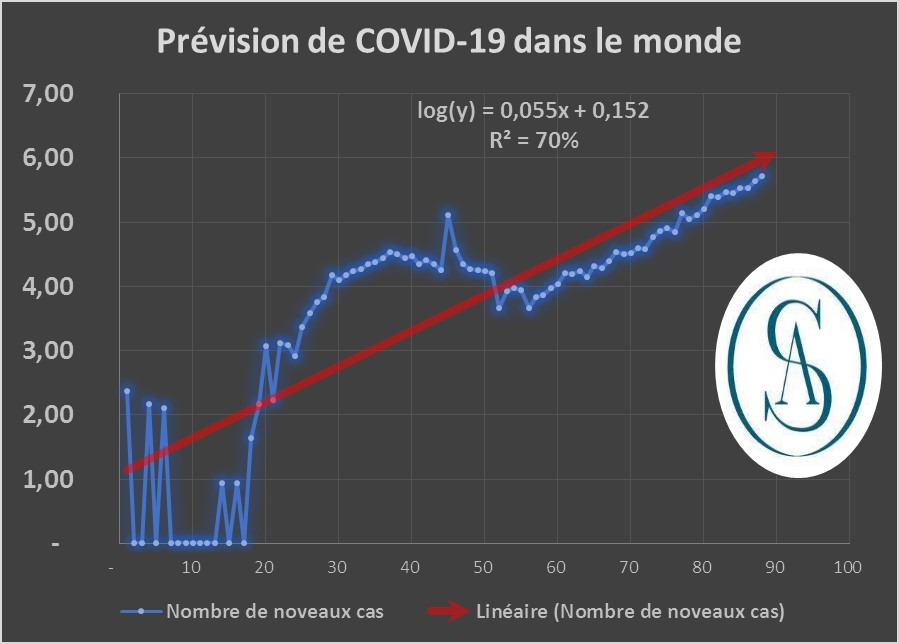 Prévision de COVID-19 dans le monde
7,00
log(y) = 0,055x + 0,152
R² = 70%
6,00
5,00
4,00
3,00
2,00
1,00
-
- 10 20 30 40 50 60 70 80 90 100
Nombre de noveaux cas Linéaire (Nombre de noveaux cas)
SA